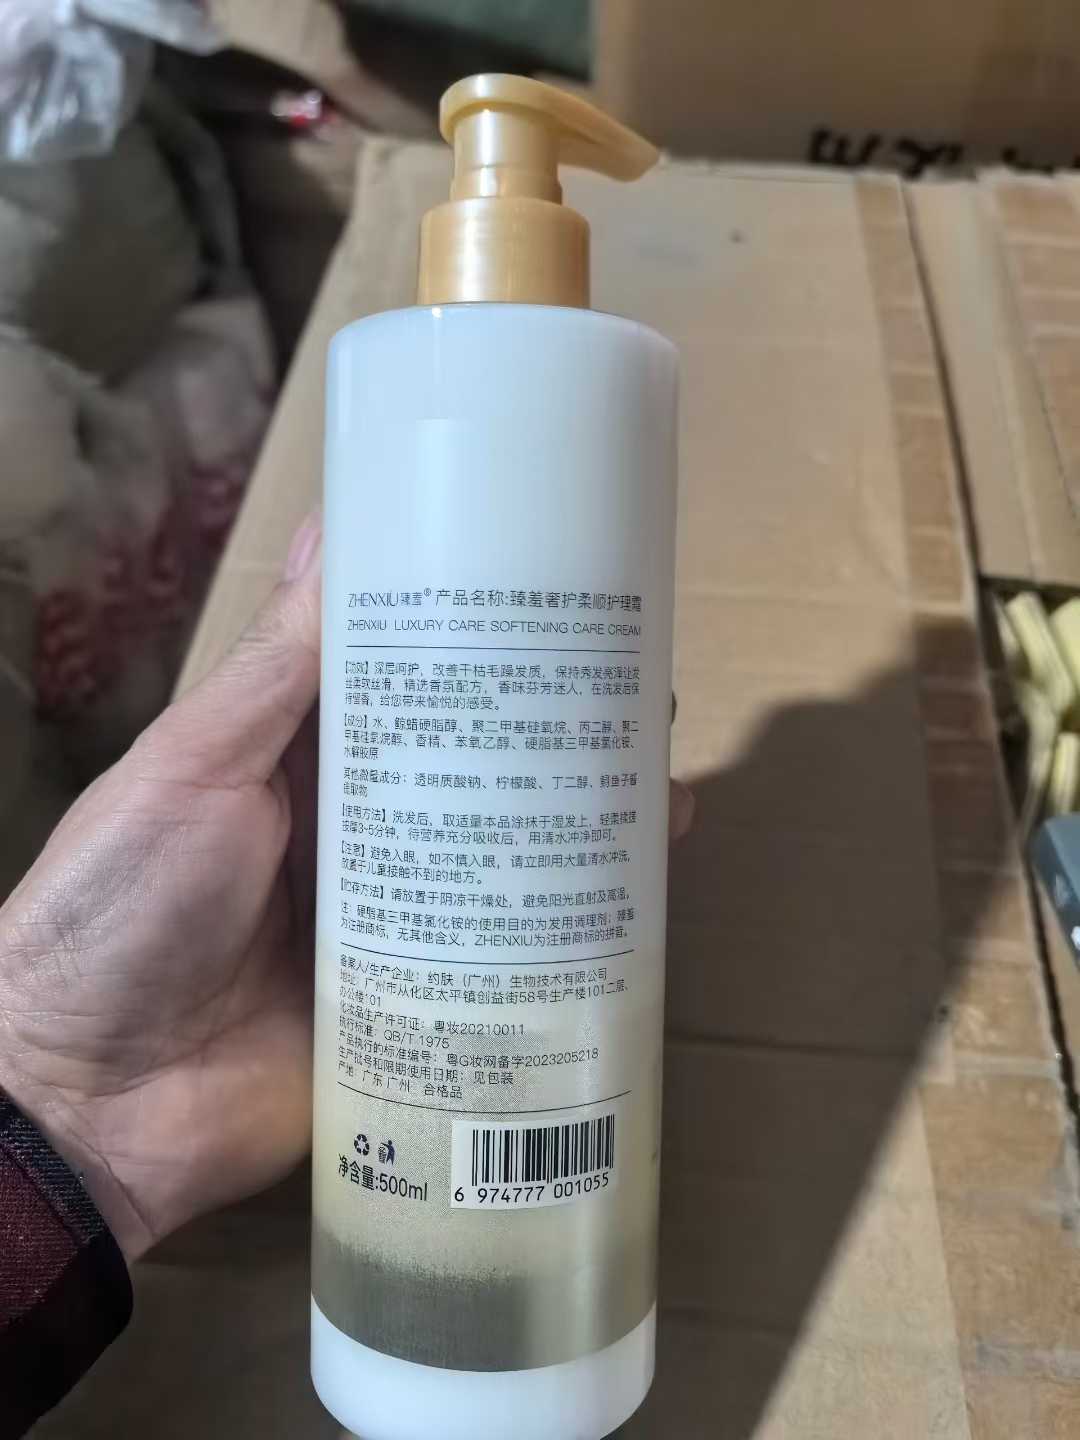 ZHENXIU臻羞® 产品名称:臻羞奢护柔顺护理霜
ZHENXIU LUXURY CARE SOFTENING CARE CREAM
【功效】深层呵护，改善干枯毛躁发质，保持秀发亮泽让发
丝柔软丝滑，精选香氛配方，香味芬芳迷人，在洗发后保
持留香，给您带来愉悦的感受。
【成分】水、鲸蜡硬脂醇、聚二甲基硅氧烷、丙二醇、聚二
甲基硅氧烷醇、香精、苯氧乙醇、硬脂基三甲基氯化铵、
水解胶原
其他微量成分：透明质酸钠、柠檬酸、丁二醇、鲟鱼子酱
提取物
【使用方法】洗发后，取适量本品涂抹于湿发上，轻柔揉搓
按摩3~5分钟，待营养充分吸收后，用清水冲净即可。
【注意】避免入眼，如不慎入眼，请立即用大量清水冲洗，
放置于儿童接触不到的地方。
【贮存方法】请放置于阴凉干燥处，避免阳光直射及高温。
注：硬脂基三甲基氯化铵的使用目的为发用调理剂；臻羞
为注册商标，无其他含义，ZHENXIU为注册商标的拼音。
备案人/生产企业：约肤（广州）生物技术有限公司
地址：广州市从化区太平镇创益街58号生产楼101二层、
办公楼101
化妆品生产许可证：粤妆20210011
执行标准：QB/T 1975
产品执行的标准编号：粤G妆网备字2023205218
生产批号和限期使用日期：见包装
产地：广东 广州 合格品
净含量:500ml
6 974777 001055